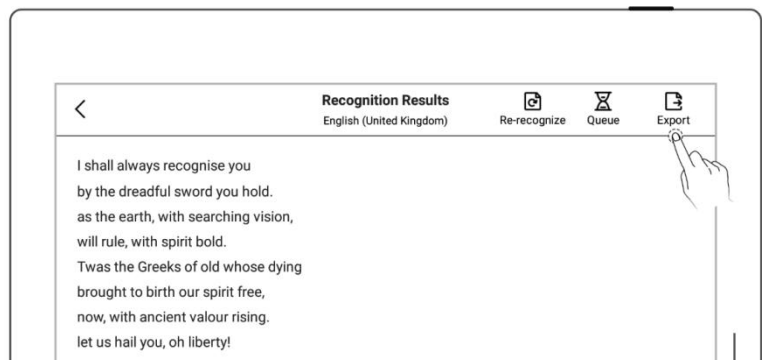 Recognition Results
English (United Kingdom)
Re-recognize
Queue
Export
I shall always recognise you
by the dreadful sword you hold.
as the earth, with searching vision,
will rule, with spirit bold.
Twas the Greeks of old whose dying
brought to birth our spirit free,
now, with ancient valour rising.
let us hail you, oh liberty!